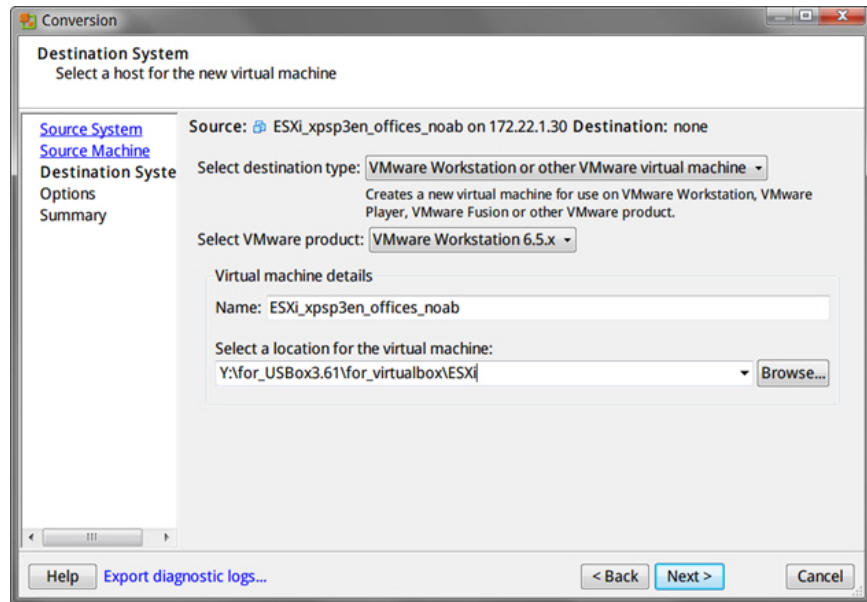 Conversion
Destination System
Select a host for the new virtual machine
Source System
Source Machine
Destination Syste
Options
Summary
Source: ESXi_xpsp3en_offices_noab on 172.22.1.30 Destination: none
Select destination type: VMware Workstation or other VMware virtual machine
Creates a new virtual machine for use on VMware Workstation, VMware
Player, VMware Fusion or other VMware product.
Select VMware product: VMware Workstation 6.5.x
Virtual machine details
Name: ESXi_xpsp3en_offices_noab
Select a location for the virtual machine:
Y:\for_USBox3.61\for_virtualbox\ESXi
Browse...
Help Export diagnostic logs... < Back Next > Cancel